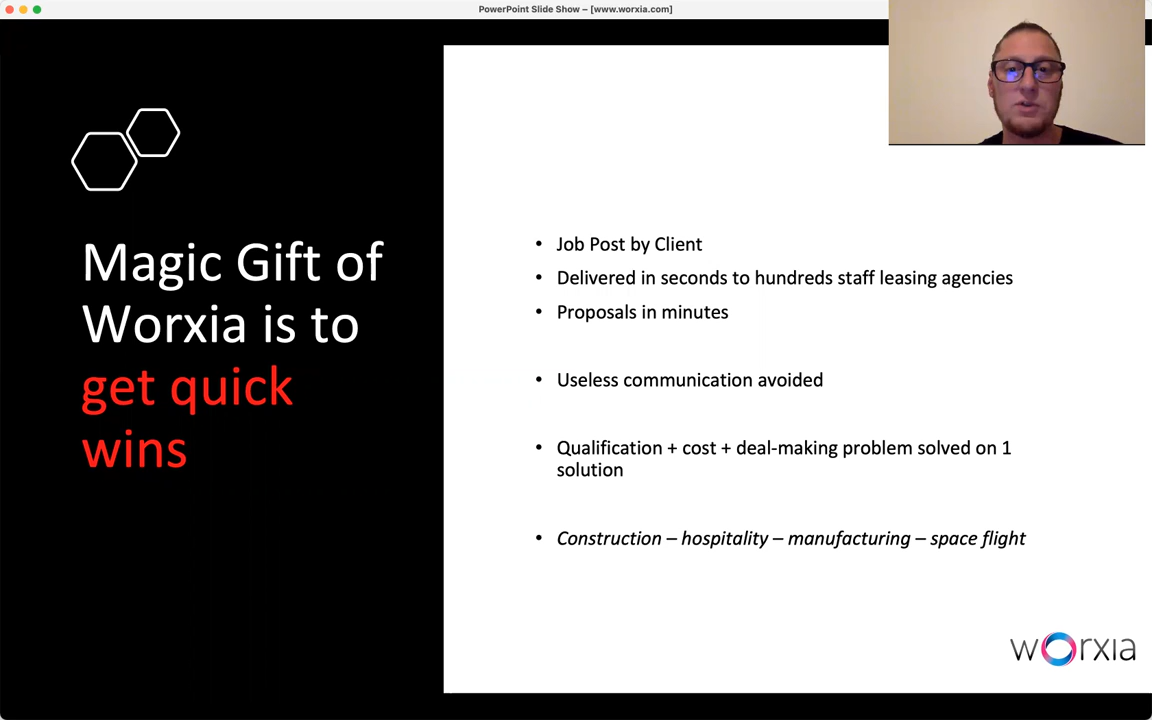 PowerPoint Slide Show – [www.worxia.com]
Magic Gift of
Worxia is to
get quick
wins
• Job Post by Client
• Delivered in seconds to hundreds staff leasing agencies
• Proposals in minutes
• Useless communication avoided
• Qualification + cost + deal-making problem solved on 1
solution
• Construction – hospitality – manufacturing – space flight
worxia